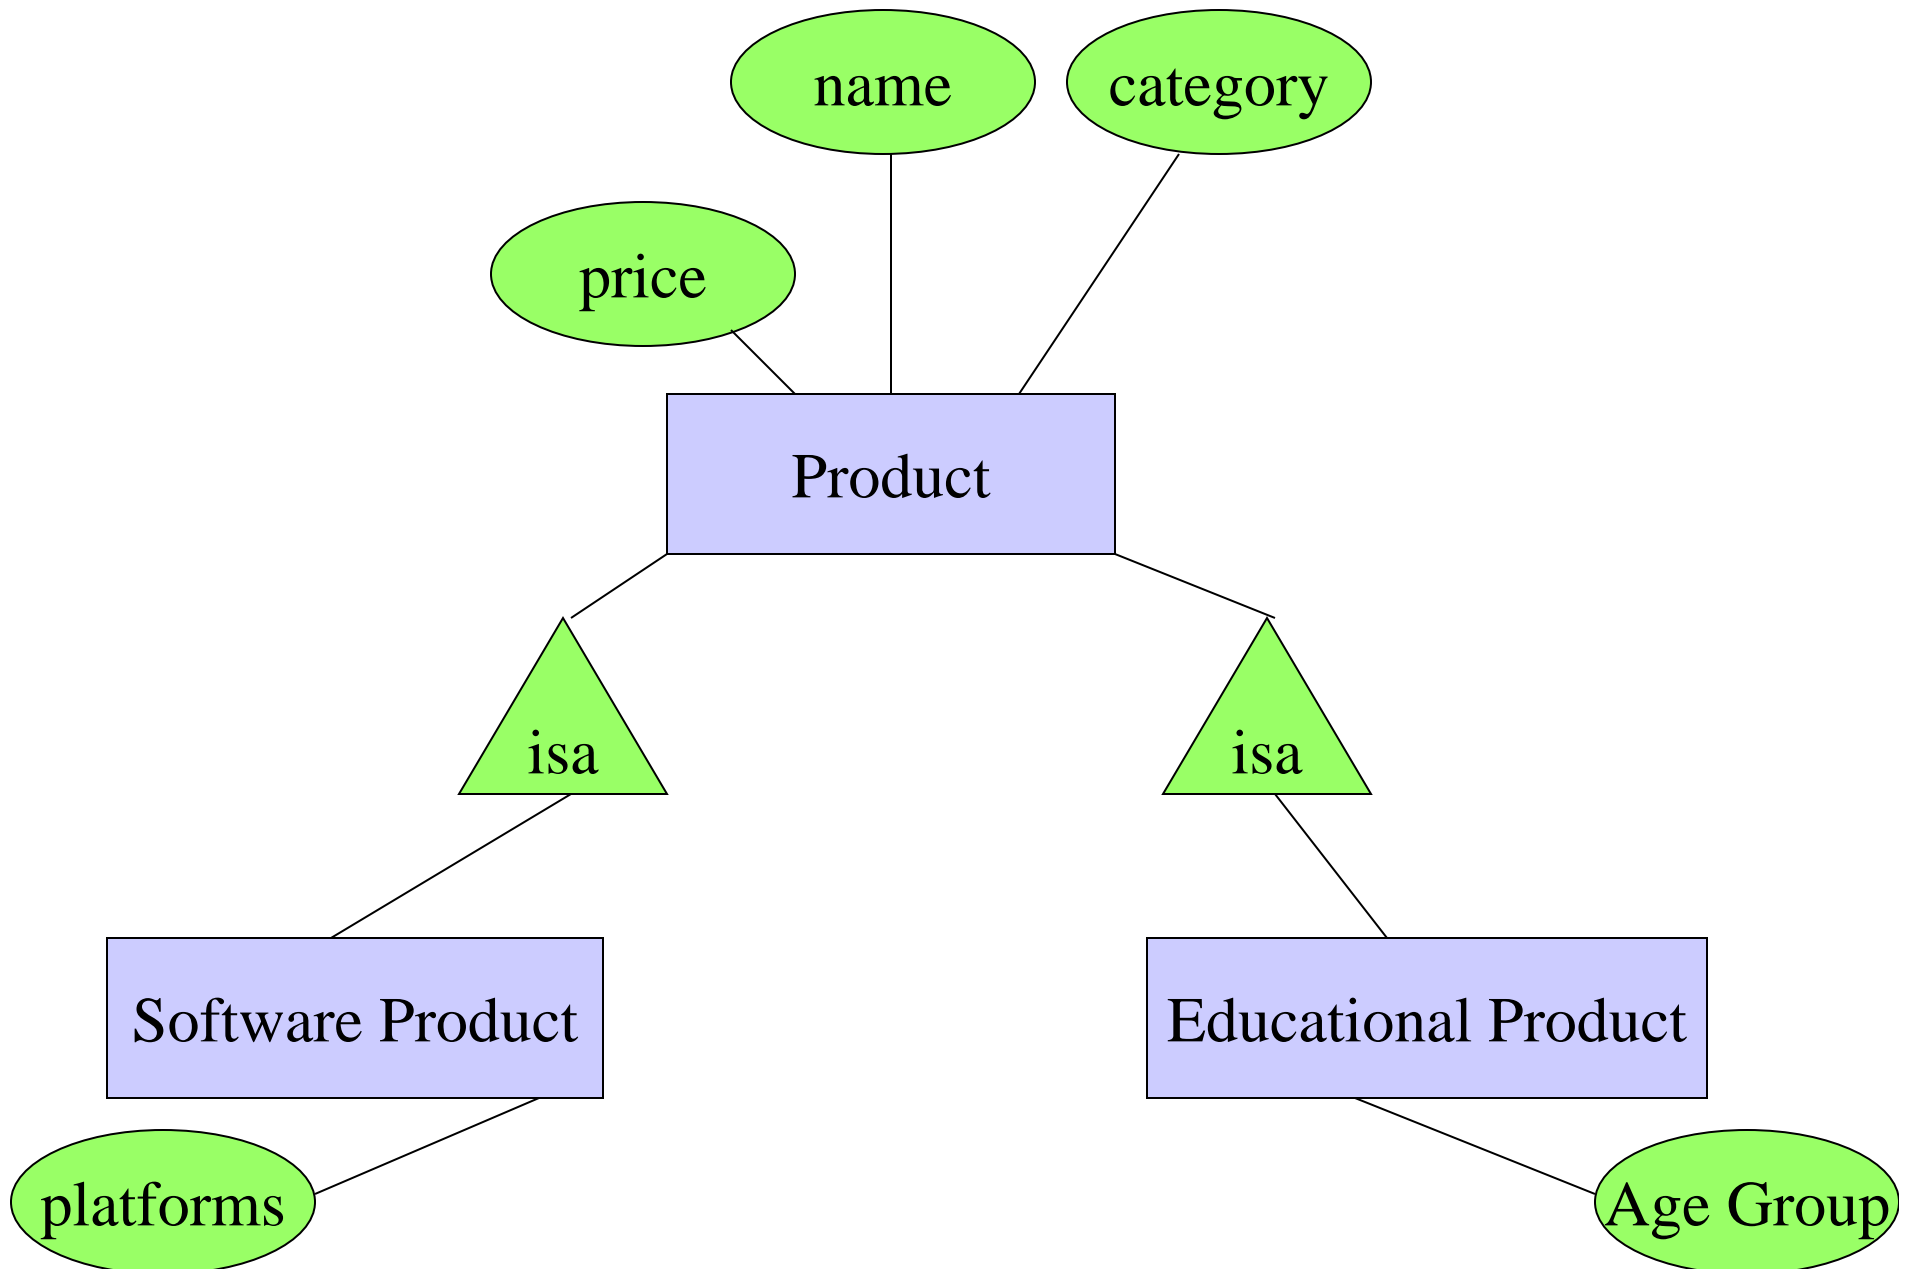 name
category
price
Product
isa
isa
Software Product
Educational Product
platforms
Age Group